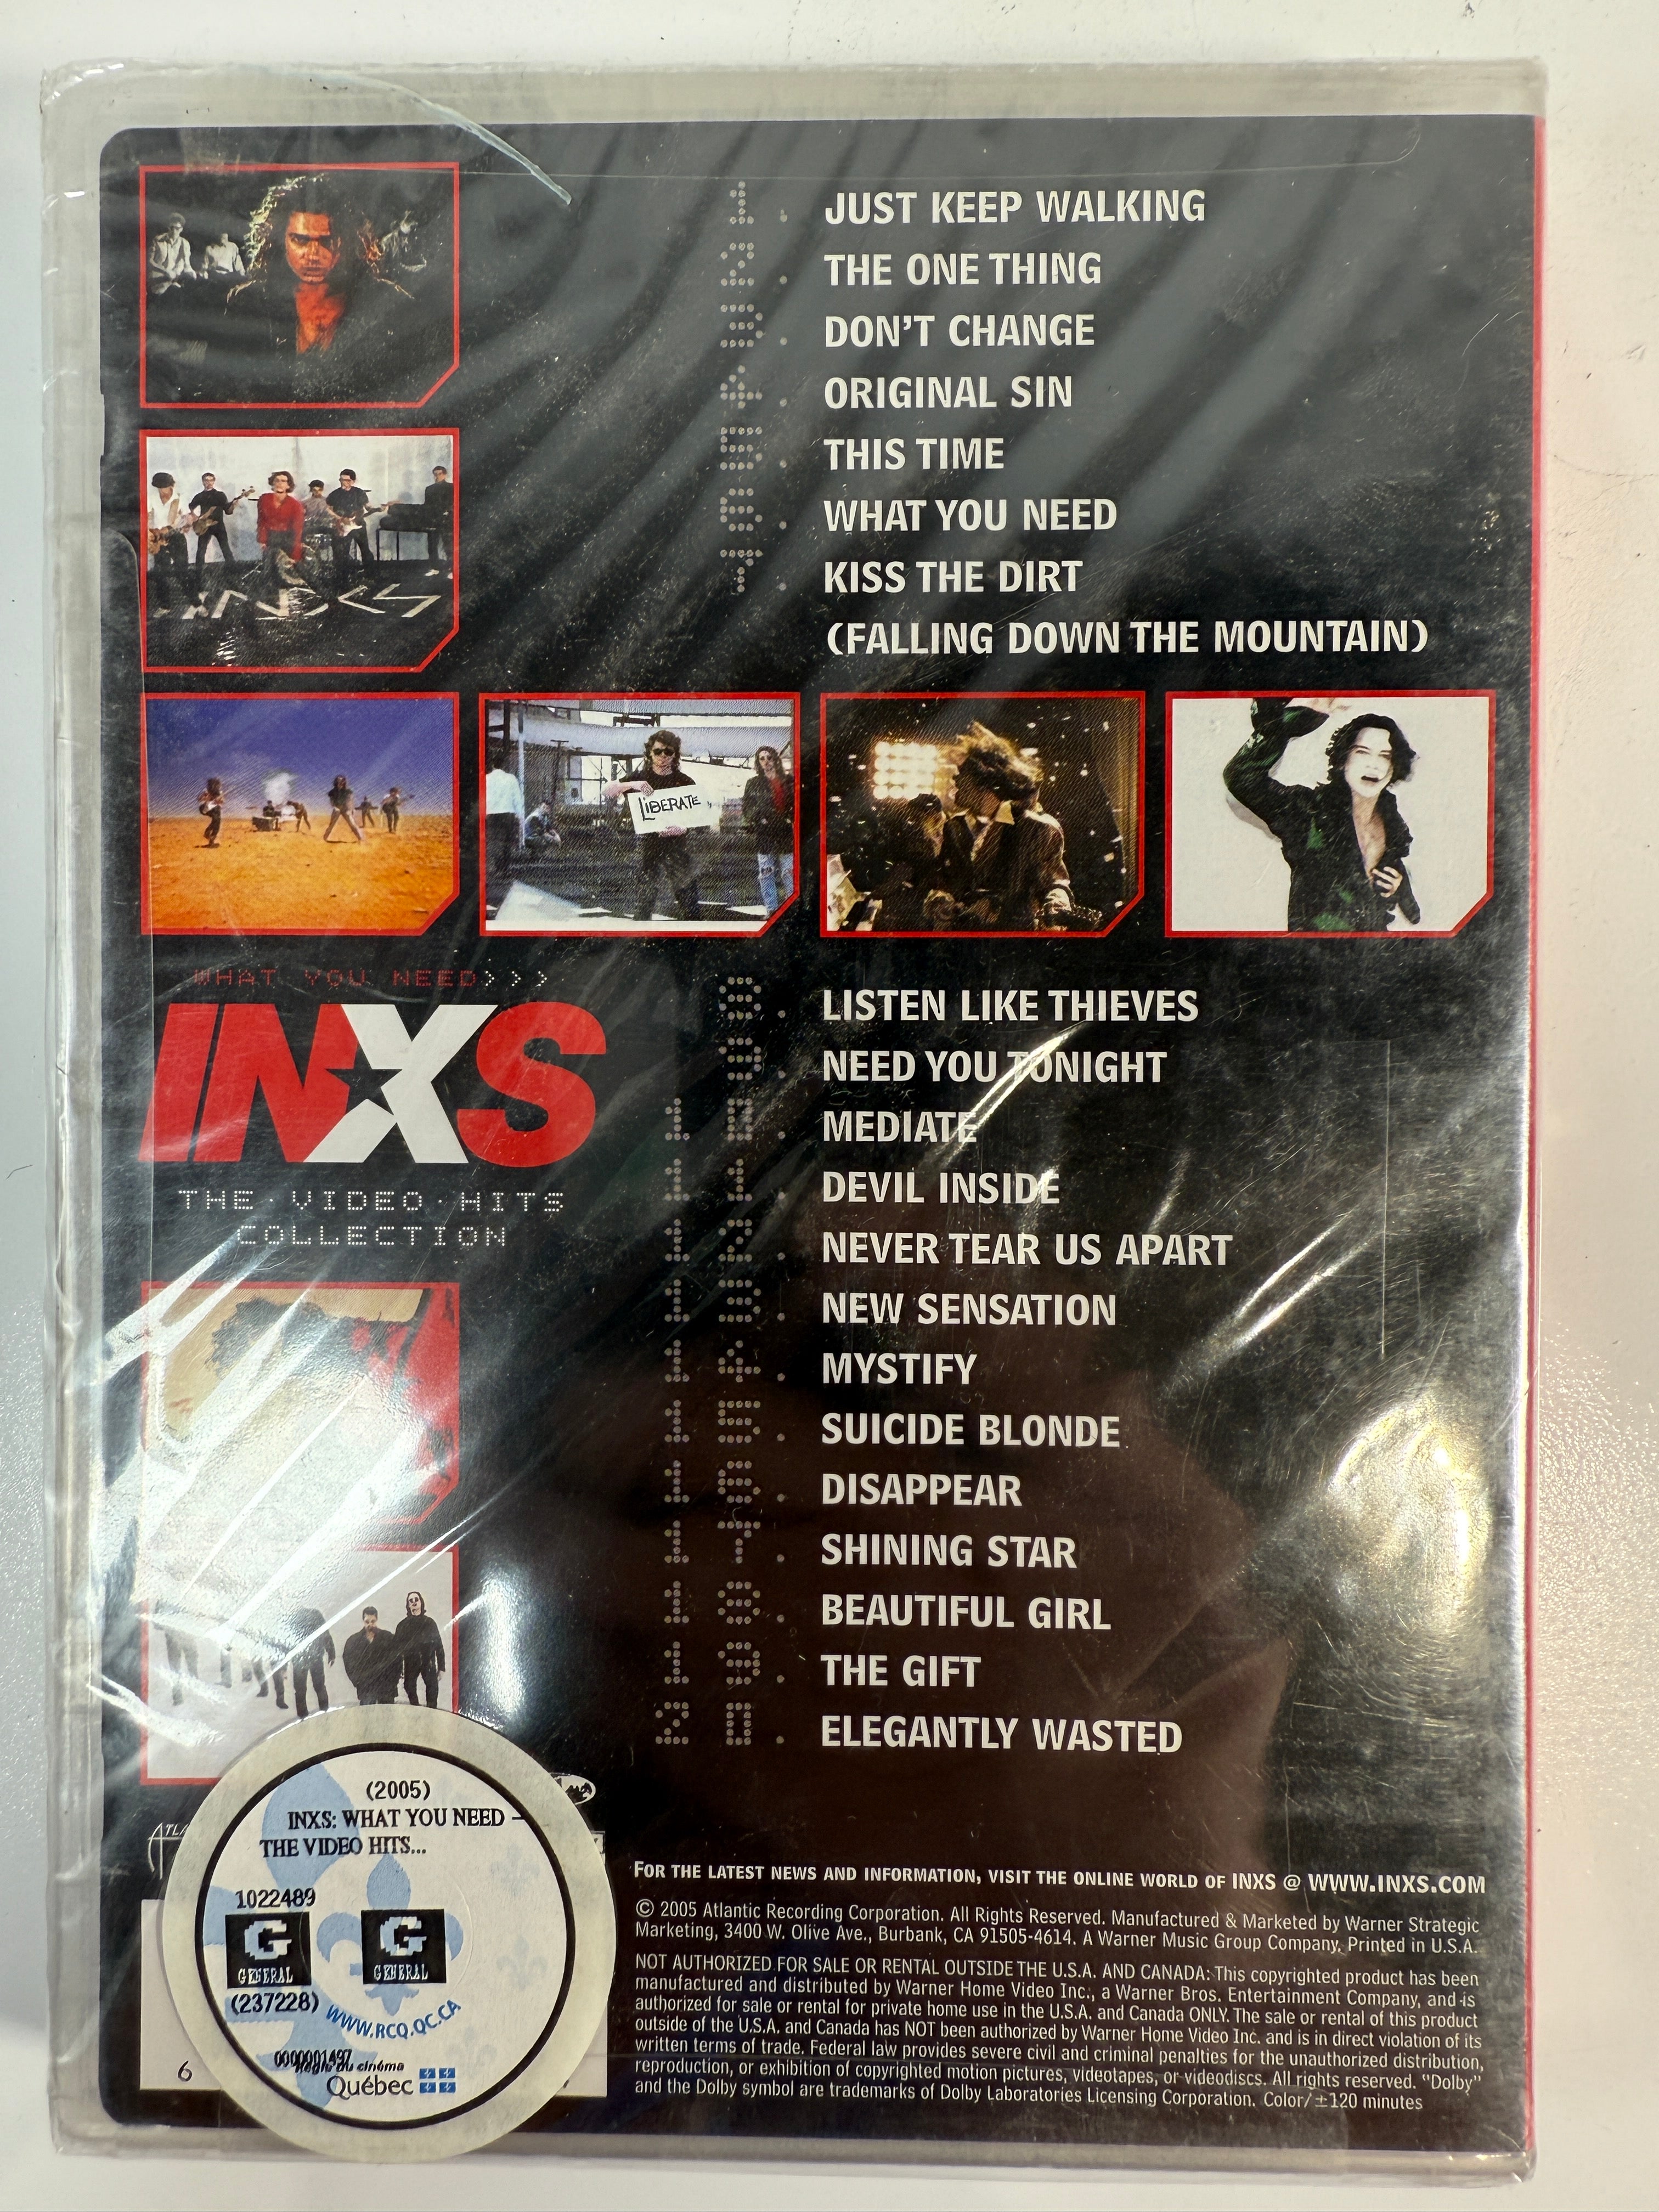 1. JUST KEEP WALKING
2. THE ONE THING
3. DON'T CHANGE
4. ORIGINAL SIN
5. THIS TIME
6. WHAT YOU NEED
7. KISS THE DIRT
(FALLING DOWN THE MOUNTAIN)
INXS
LIBERATE
WHAT YOU NEED>>>
INXS
THE·VIDEO·HITS
COLLECTION
8. LISTEN LIKE THIEVES
9. NEED YOU TONIGHT
10. MEDIATE
11. DEVIL INSIDE
12. NEVER TEAR US APART
13. NEW SENSATION
14. MYSTIFY
15. SUICIDE BLONDE
16. DISAPPEAR
17. SHINING STAR
18. BEAUTIFUL GIRL
19. THE GIFT
20. ELEGANTLY WASTED
(2005)
INXS: WHAT YOU NEED –
THE VIDEO HITS...
1022489
G G
GENERAL GENERAL
(237228)
WWW.RCQ.QC.CA
0000001497
Régie du cinéma
Québec
6
FOR THE LATEST NEWS AND INFORMATION, VISIT THE ONLINE WORLD OF INXS @ WWW.INXS.COM
© 2005 Atlantic Recording Corporation. All Rights Reserved. Manufactured & Marketed by Warner Strategic
Marketing, 3400 W. Olive Ave., Burbank, CA 91505-4614. A Warner Music Group Company. Printed in U.S.A.
NOT AUTHORIZED FOR SALE OR RENTAL OUTSIDE THE U.S.A. AND CANADA: This copyrighted product has been
manufactured and distributed by Warner Home Video Inc., a Warner Bros. Entertainment Company, and is
authorized for sale or rental for private home use in the U.S.A. and Canada ONLY. The sale or rental of this product
outside of the U.S.A. and Canada has NOT been authorized by Warner Home Video Inc. and is in direct violation of its
written terms of trade. Federal law provides severe civil and criminal penalties for the unauthorized distribution,
reproduction, or exhibition of copyrighted motion pictures, videotapes, or videodiscs. All rights reserved. "Dolby"
and the Dolby symbol are trademarks of Dolby Laboratories Licensing Corporation. Color/±120 minutes